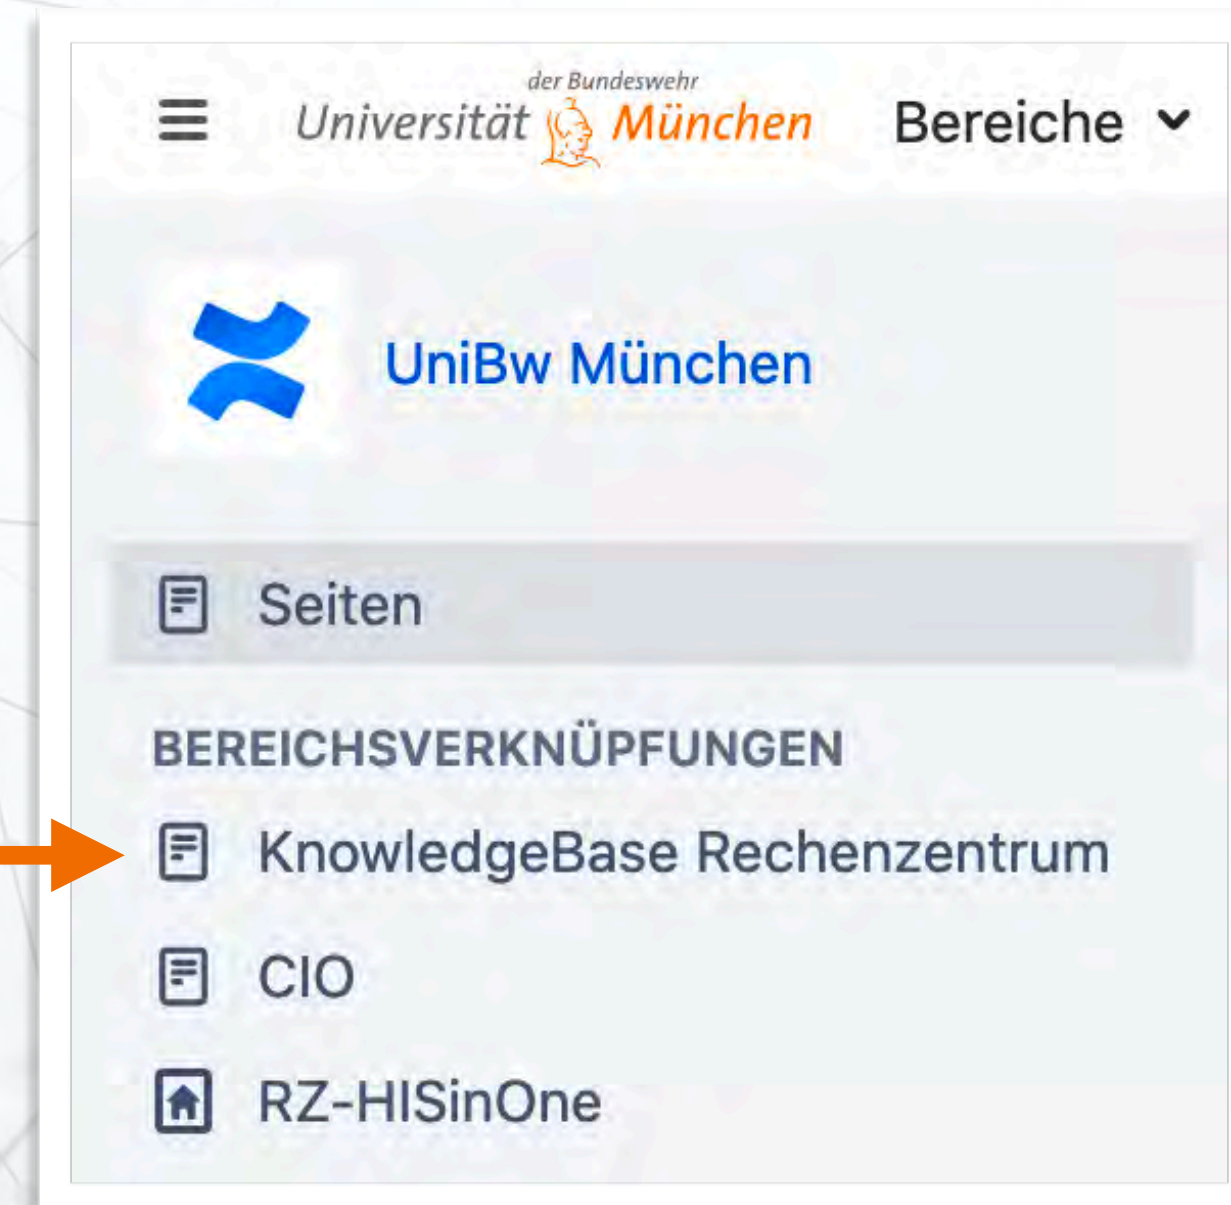 der Bundeswehr
Universität München Bereiche
UniBw München
Seiten
BEREICHSVERKNÜPFUNGEN
KnowledgeBase Rechenzentrum
CIO
RZ-HISinOne